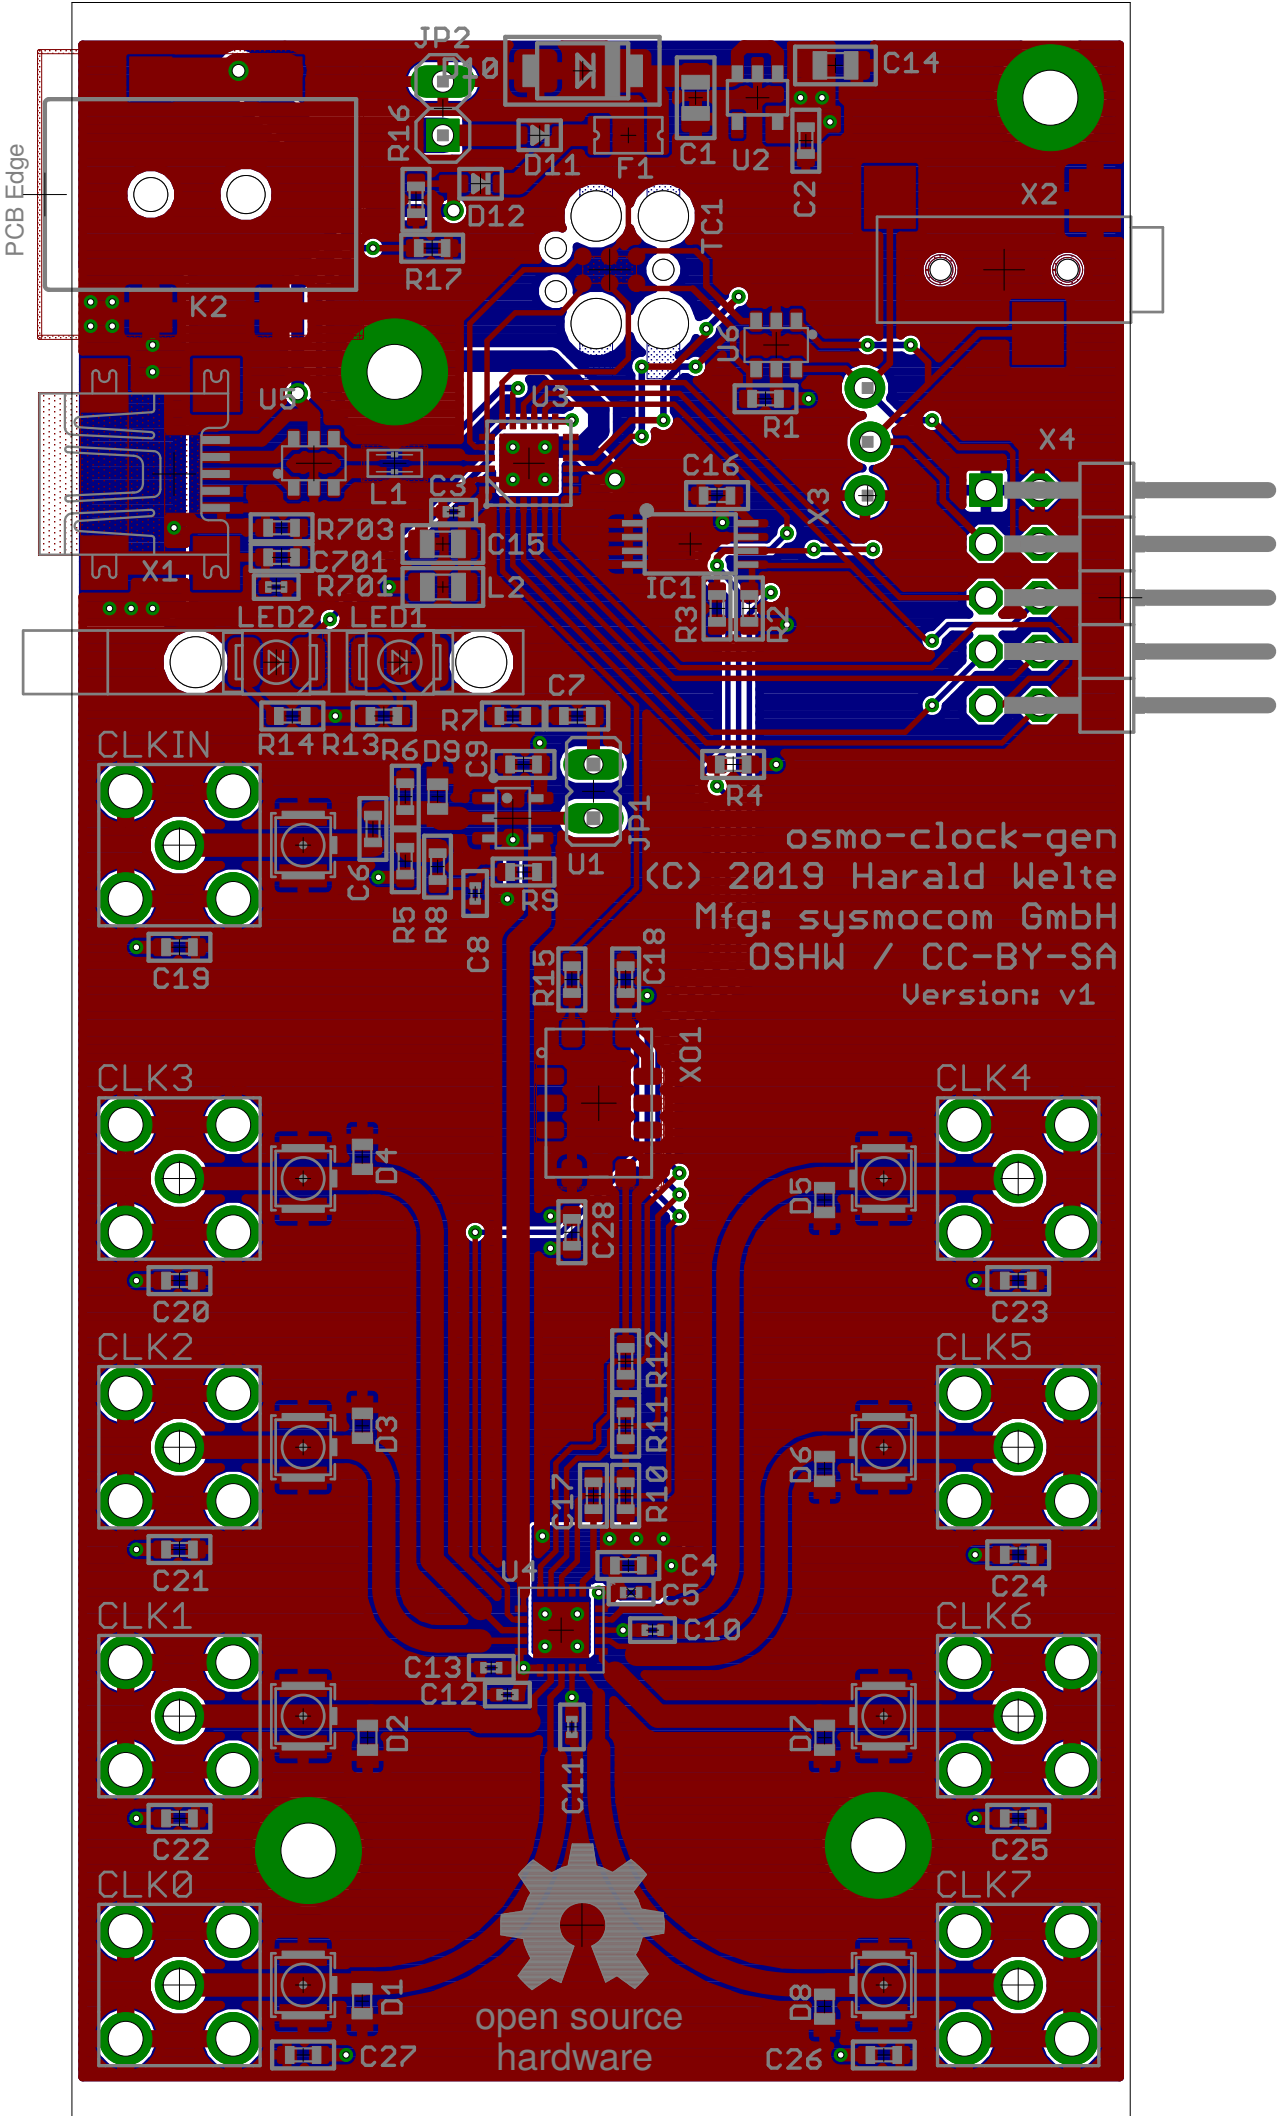 JP2
D10
C14
R16
D11
F1
C1
U2
C2
PCB Edge
X2
D12
TC1
R17
K2
U6
U5
U3
R1
X4
L1
C16
X3
C3
R703
C15
C701
X1
R701
L2
IC1
R3
R2
LED2
LED1
C7
R7
R14
R13
CLKIN
R6
D9
C9
R4
JP1
U1
osmo-clock-gen
(C) 2019 Harald Welte
Mfg: sysmocom GmbH
OSHW / CC-BY-SA
Version: v1
C6
R5
R8
C8
R9
C19
R15
C18
XO1
CLK3
CLK4
D4
D5
C28
C20
C23
CLK2
CLK5
R12
R11
D3
D6
C17
R10
U4
C4
C5
C21
C24
CLK1
CLK6
C10
C13
C12
D2
D7
C11
C22
C25
CLK0
CLK7
D1
D8
open source
hardware
C27
C26